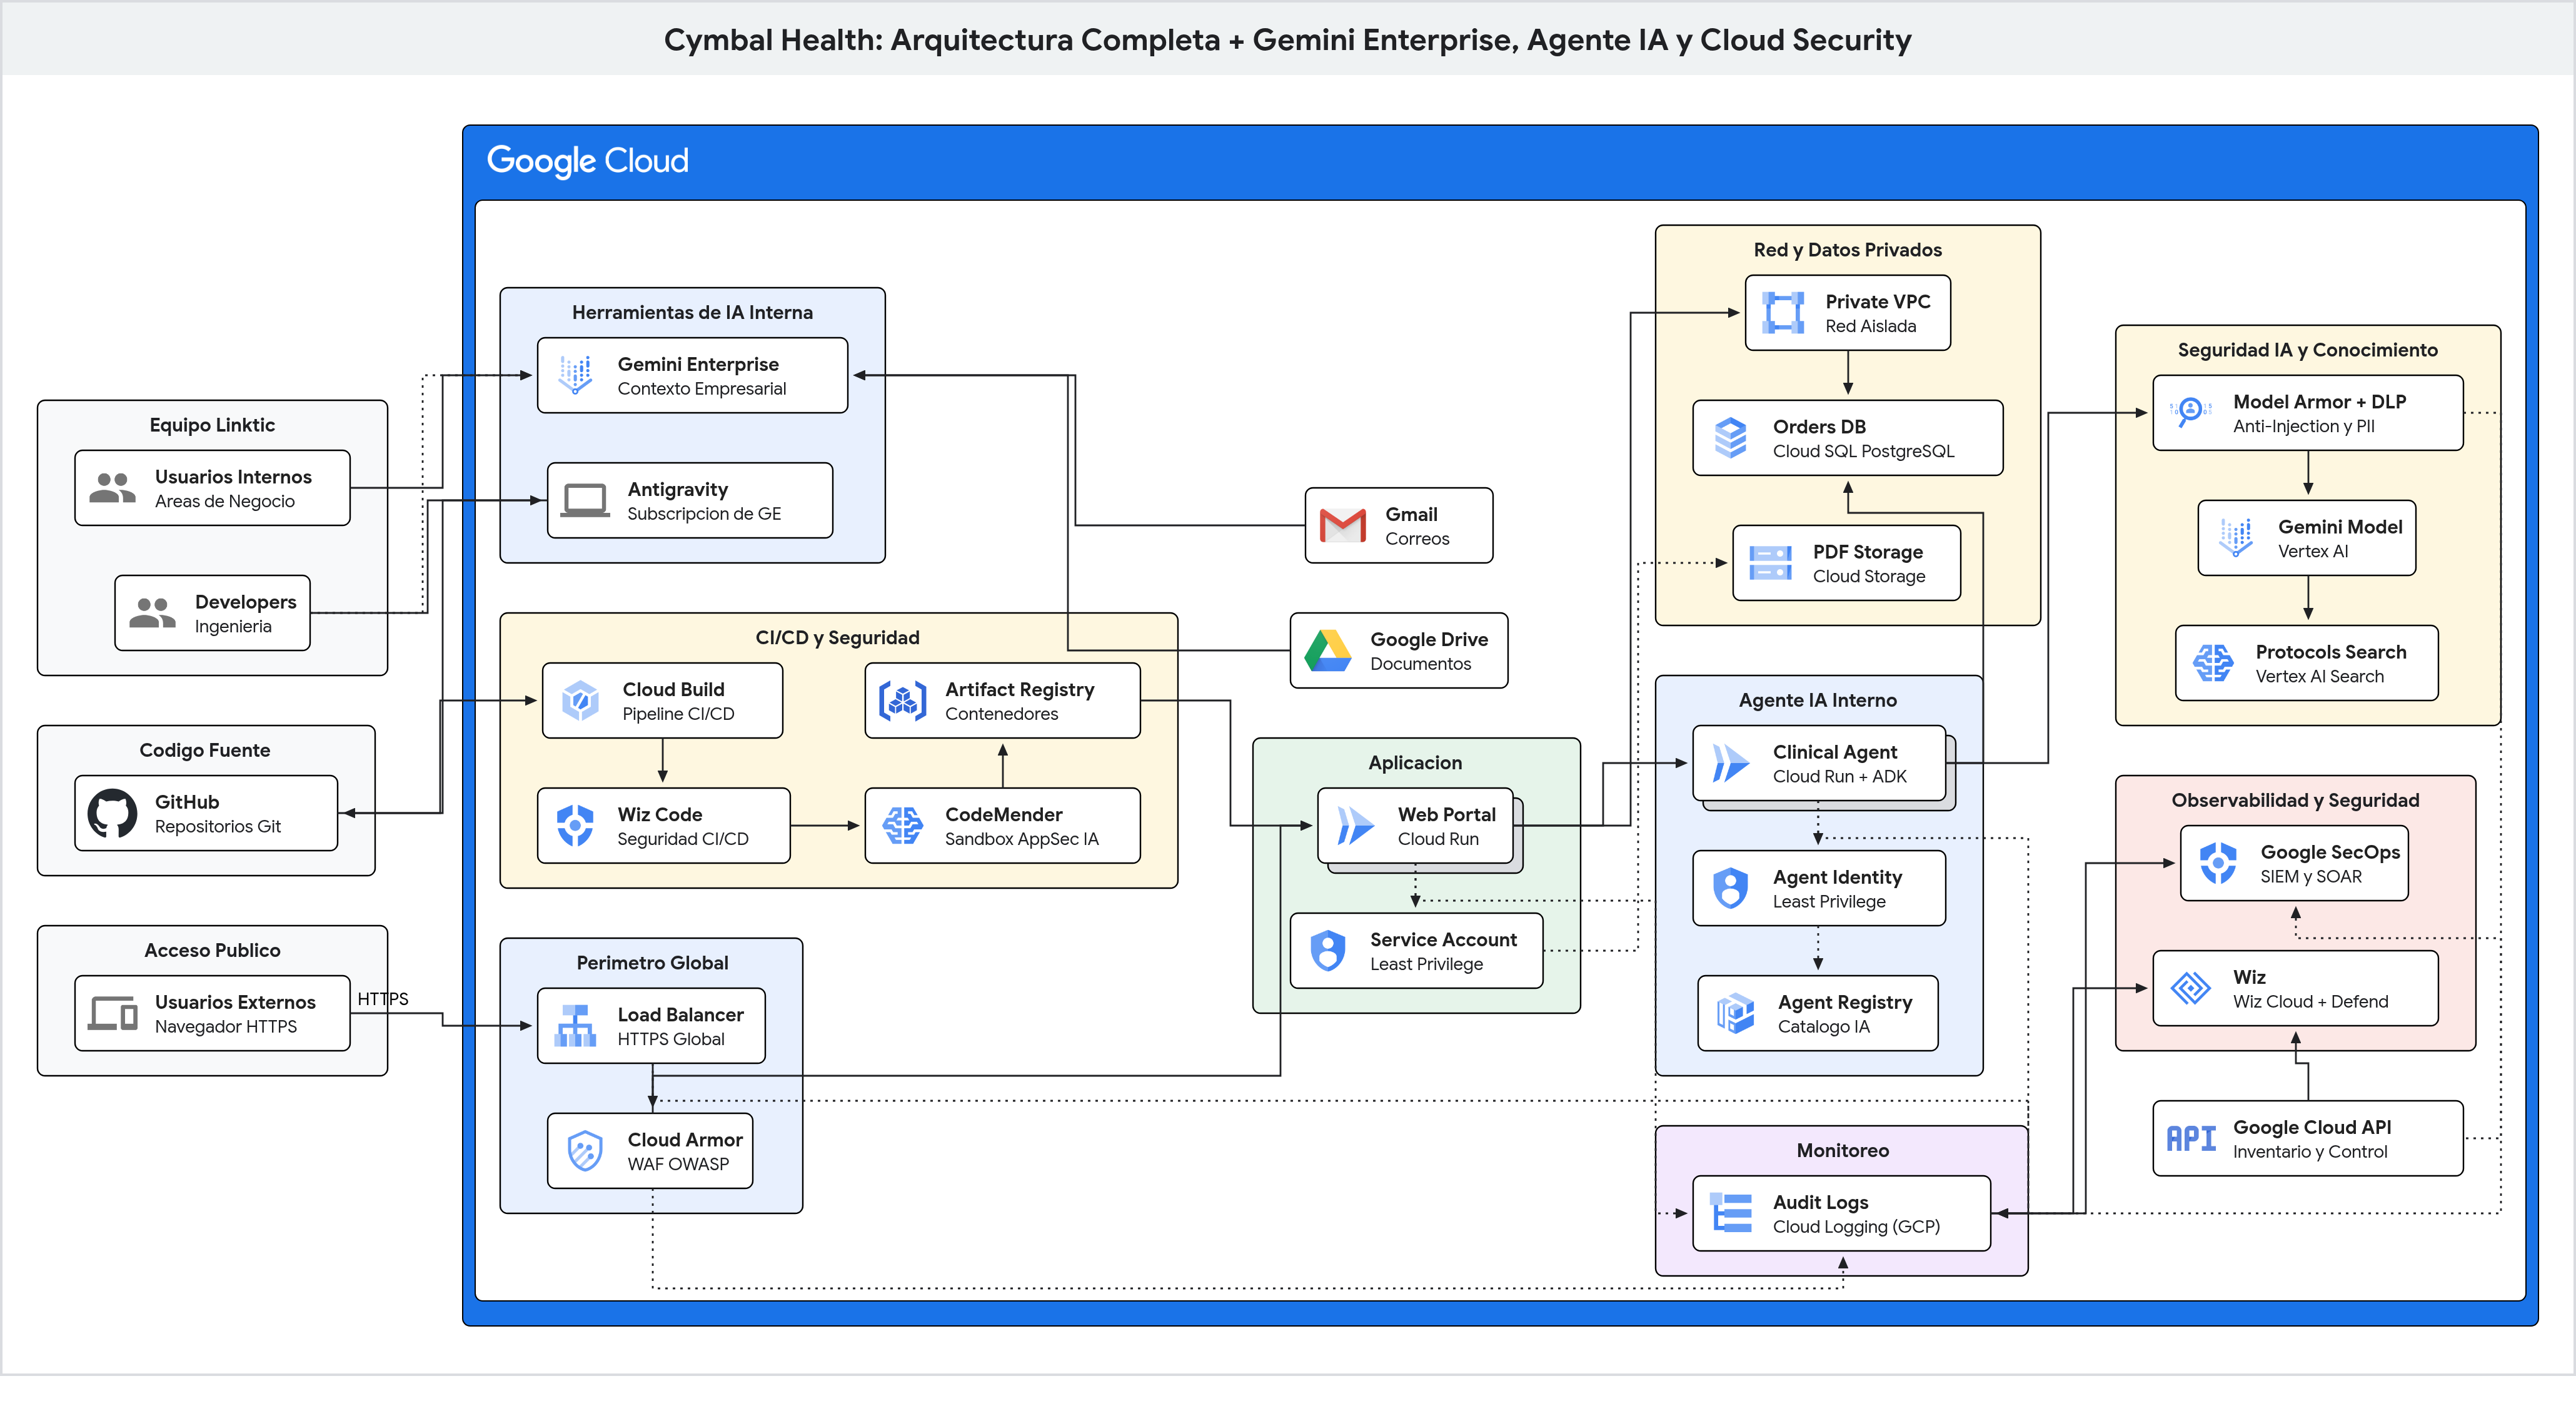 Cymbal Health: Arquitectura Completa + Gemini Enterprise, Agente IA y Cloud Security
Google Cloud
Equipo Linktic
Usuarios Internos
Areas de Negocio
Developers
Ingenieria
Codigo Fuente
GitHub
Repositorios Git
Acceso Publico
Usuarios Externos
Navegador HTTPS
HTTPS
Herramientas de IA Interna
Gemini Enterprise
Contexto Empresarial
Antigravity
Subscripcion de GE
CI/CD y Seguridad
Cloud Build
Pipeline CI/CD
Artifact Registry
Contenedores
Wiz Code
Seguridad CI/CD
CodeMender
Sandbox AppSec IA
Perimetro Global
Load Balancer
HTTPS Global
Cloud Armor
WAF OWASP
Gmail
Correos
Google Drive
Documentos
Aplicacion
Web Portal
Cloud Run
Service Account
Least Privilege
Red y Datos Privados
Private VPC
Red Aislada
Orders DB
Cloud SQL PostgreSQL
PDF Storage
Cloud Storage
Agente IA Interno
Clinical Agent
Cloud Run + ADK
Agent Identity
Least Privilege
Agent Registry
Catalogo IA
Monitoreo
Audit Logs
Cloud Logging (GCP)
Seguridad IA y Conocimiento
Model Armor + DLP
Anti-Injection y PII
Gemini Model
Vertex AI
Protocols Search
Vertex AI Search
Observabilidad y Seguridad
Google SecOps
SIEM y SOAR
Wiz
Wiz Cloud + Defend
API
Google Cloud API
Inventario y Control